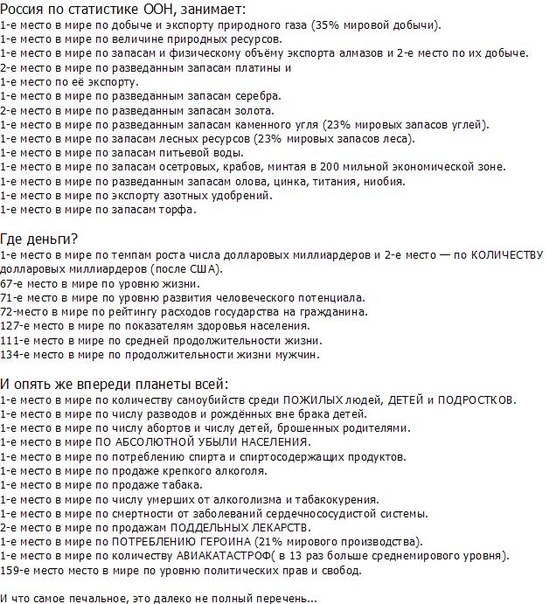 Россия по статистике ООН, занимает:
1-е место в мире по добыче и экспорту природного газа (35% мировой добычи).
1-е место в мире по величине природных ресурсов.
1-е место в мире по запасам и физическому объёму экспорта алмазов и 2-е место по их добыче.
2-е место в мире по разведанным запасам платины и
1-е место по её экспорту.
1-е место в мире по разведанным запасам серебра.
2-е место в мире по разведанным запасам золота.
1-е место в мире по разведанным запасам каменного угля (23% мировых запасов углей).
1-е место в мире по запасам лесных ресурсов (23% мировых запасов леса).
1-е место в мире по запасам питьевой воды.
1-е место в мире по запасам осетровых, крабов, минтая в 200 мильной экономической зоне.
1-е место в мире по разведанным запасам олова, цинка, титания, ниобия.
1-е место в мире по экспорту азотных удобрений.
1-е место в мире по запасам торфа.
Где деньги?
1-е место в мире по темпам роста числа долларовых миллиардеров и 2-е место — по КОЛИЧЕСТВУ
долларовых миллиардеров (после США).
67-е место в мире по уровню жизни.
71-е место в мире по уровню развития человеческого потенциала.
72-место в мире по рейтингу расходов государства на гражданина.
127-е место в мире по показателям здоровья населения.
111-е место в мире по средней продолжительности жизни.
134-е место в мире по продолжительности жизни мужчин.
И опять же впереди планеты всей:
1-е место в мире по количеству самоубийств среди ПОЖИЛЫХ людей, ДЕТЕЙ и ПОДРОСТКОВ.
1-е место в мире по числу разводов и рождённых вне брака детей.
1-е место в мире по числу абортов и числу детей, брошенных родителями.
1-е место в мире ПО АБСОЛЮТНОЙ УБЫЛИ НАСЕЛЕНИЯ.
1-е место в мире по потреблению спирта и спиртосодержащих продуктов.
1-е место в мире по продаже крепкого алкоголя.
1-е место в мире по продаже табака.
1-е место в мире по числу умерших от алкоголизма и табакокурения.
1-е место в мире по смертности от заболеваний сердечнососудистой системы.
2-е место в мире по продажам ПОДДЕЛЬНЫХ ЛЕКАРСТВ.
1-е место в мире по ПОТРЕБЛЕНИЮ ГЕРОИНА (21% мирового производства).
1-е место в мире по количеству АВИАКАТАСТРОФ( в 13 раз больше среднемирового уровня).
159-е место место в мире по уровню политических прав и свобод.
И что самое печальное, это далеко не полный перечень...